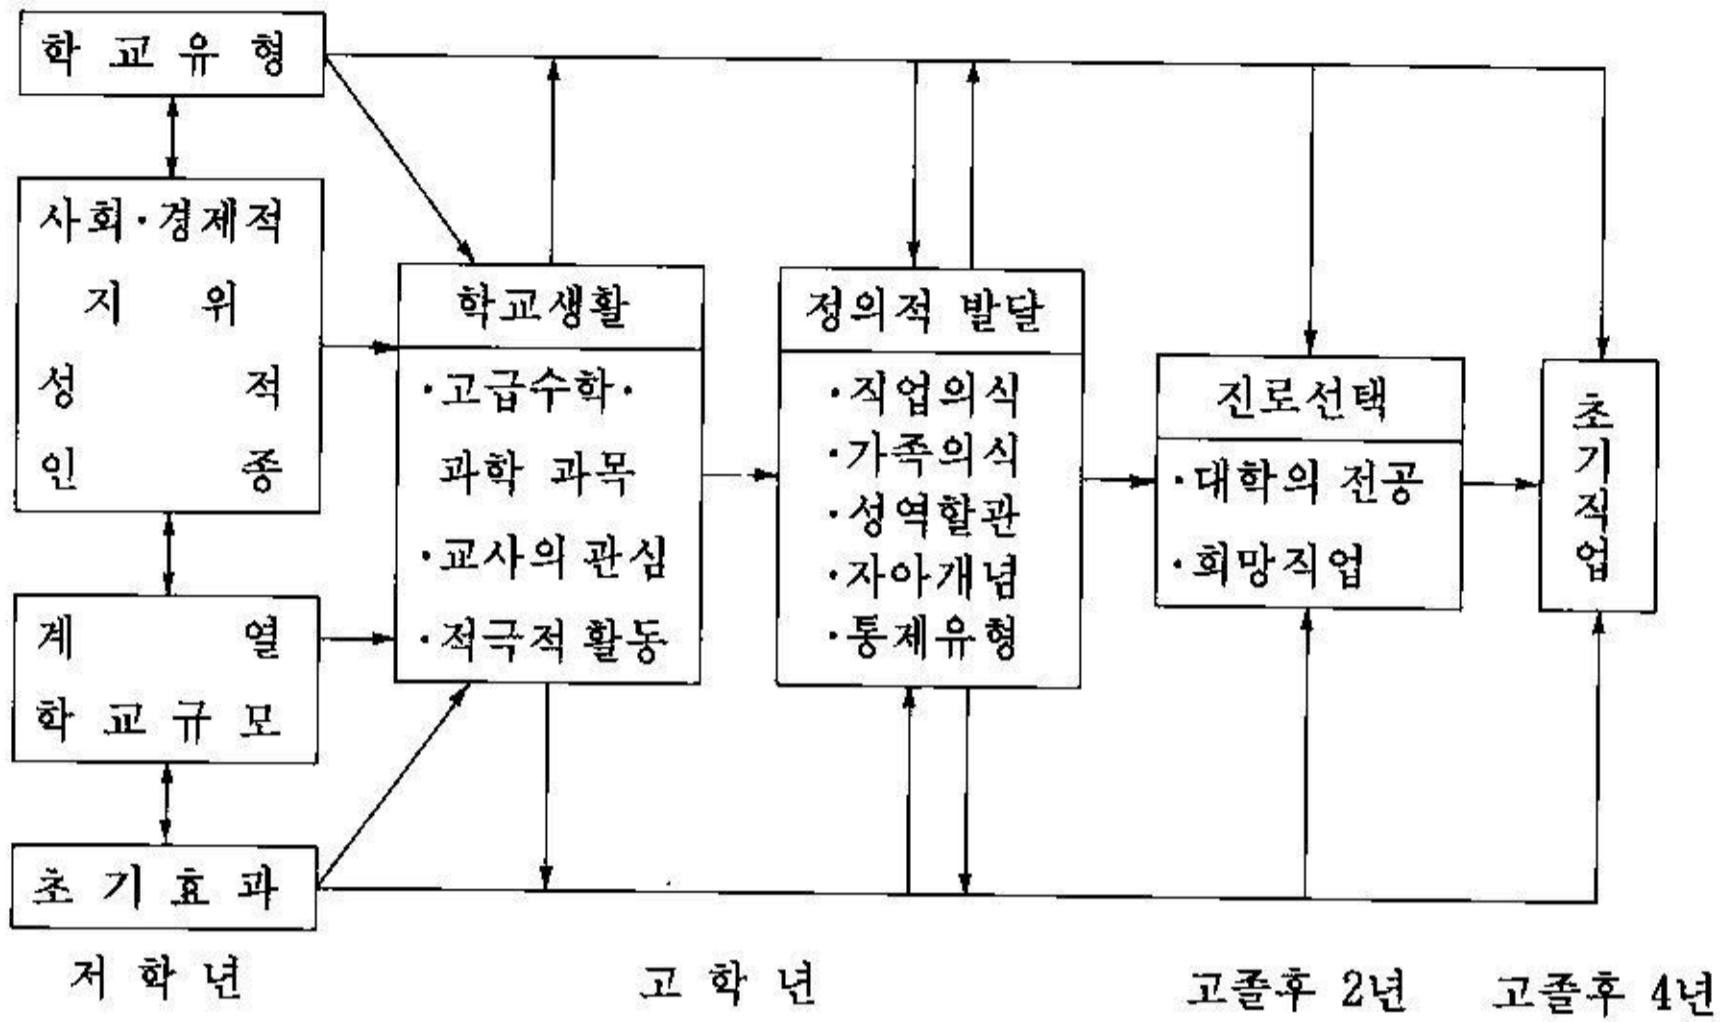 학교유형
사회·경제적
지위
성적
인종
계열
학교규모
초기효과
학교생활
·고급수학·
과학 과목
·교사의 관심
·적극적 활동
정의적 발달
·직업의식
·가족의식
·성역할관
·자아개념
·통제유형
진로선택
·대학의 전공
·희망직업
초기직업
저학년
고학년
고졸후 2년
고졸후 4년